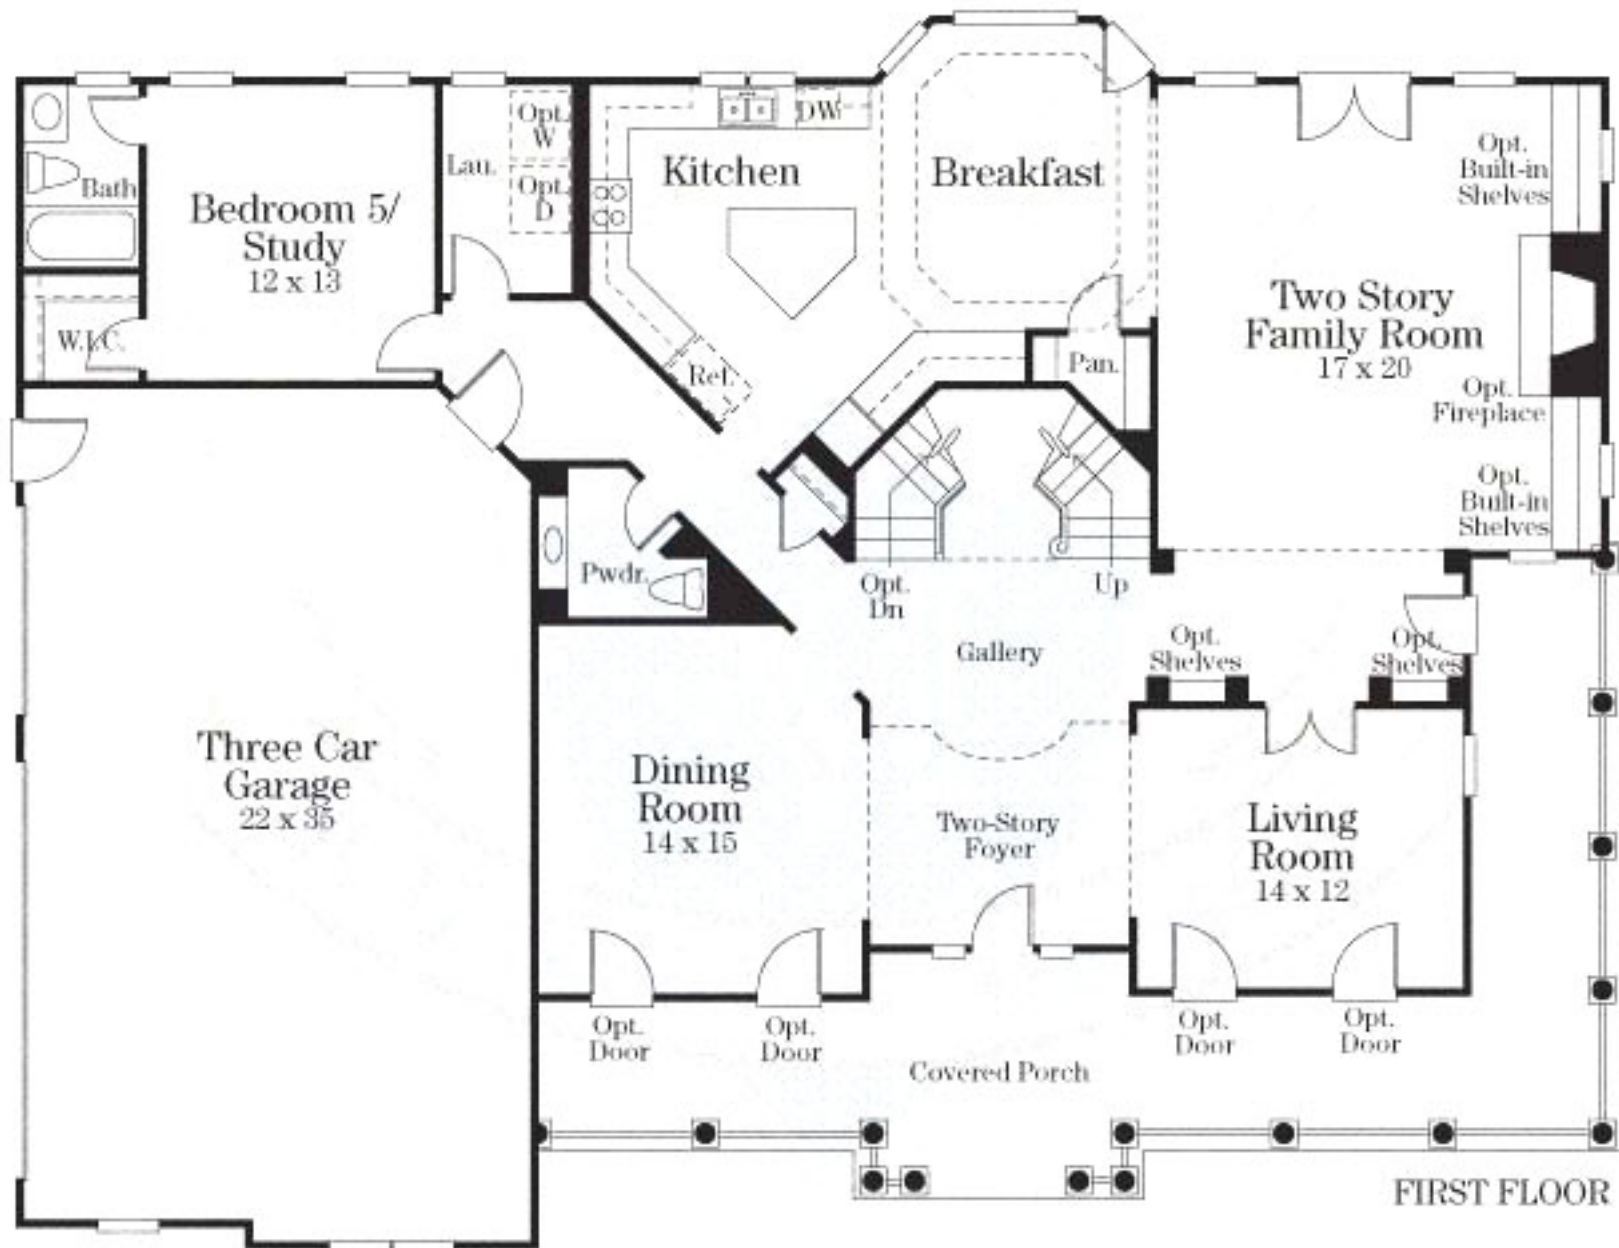 Opt.
W
DW
Lau.
Kitchen
Breakfast
Opt.
Built-in
Shelves
Bath
Opt.
D
Bedroom 5/
Study
12 x 13
Two Story
Family Room
17 x 20
W.I.C.
Pan.
Ref.
Opt.
Fireplace
Opt.
Built-in
Shelves
Pwdr.
Opt.
Dn
Up
Gallery
Opt.
Shelves
Opt.
Shelves
Three Car
Garage
22 x 35
Dining
Room
14 x 15
Two-Story
Foyer
Living
Room
14 x 12
Opt.
Door
Opt.
Door
Opt.
Door
Opt.
Door
Covered Porch
FIRST FLOOR